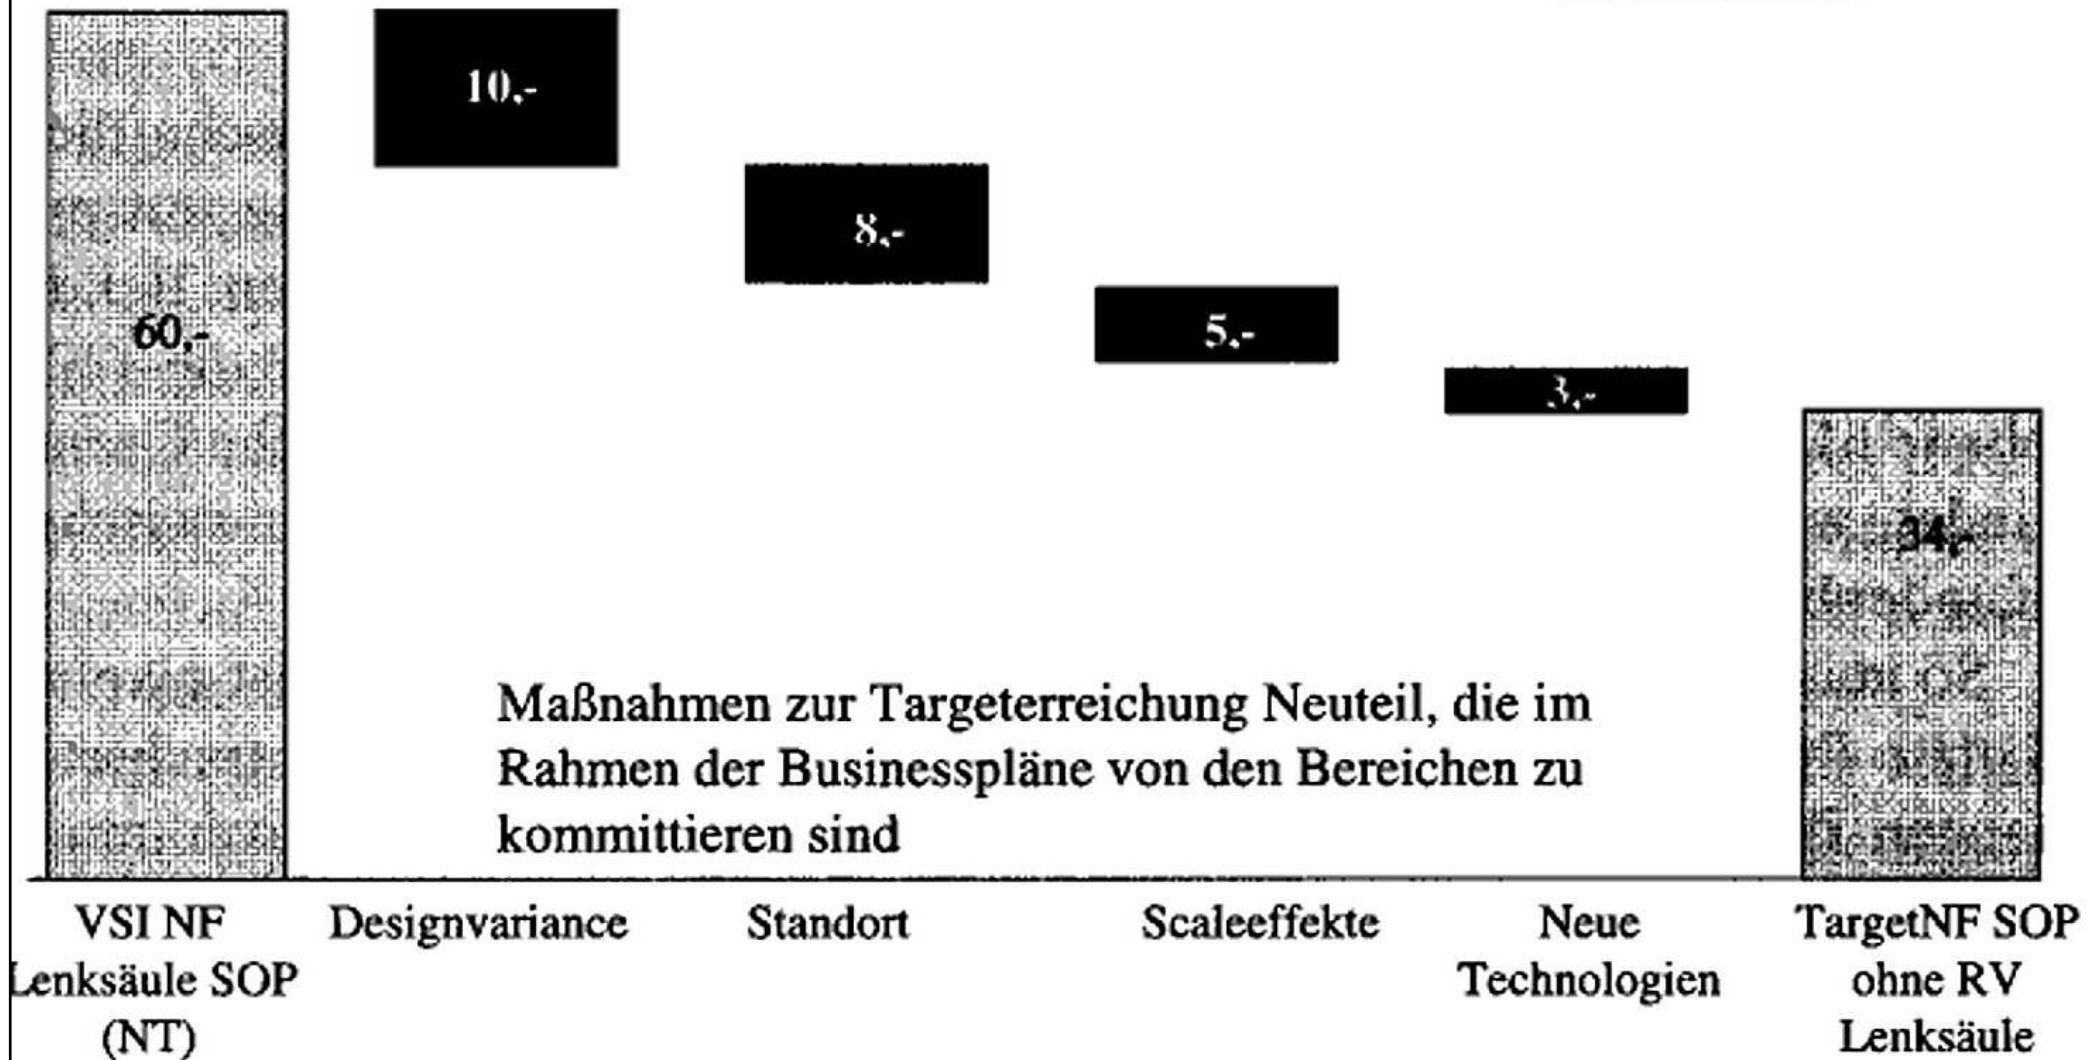 10,-
8,-
60,-
5,-
3,-
34,-
Maßnahmen zur Targeterreichung Neuteil, die im
Rahmen der Businesspläne von den Bereichen zu
kommittieren sind
VSI NF
Lenksäule SOP
(NT)
Designvariance
Standort
Scaleeffekte
Neue
Technologien
TargetNF SOP
ohne RV
Lenksäule